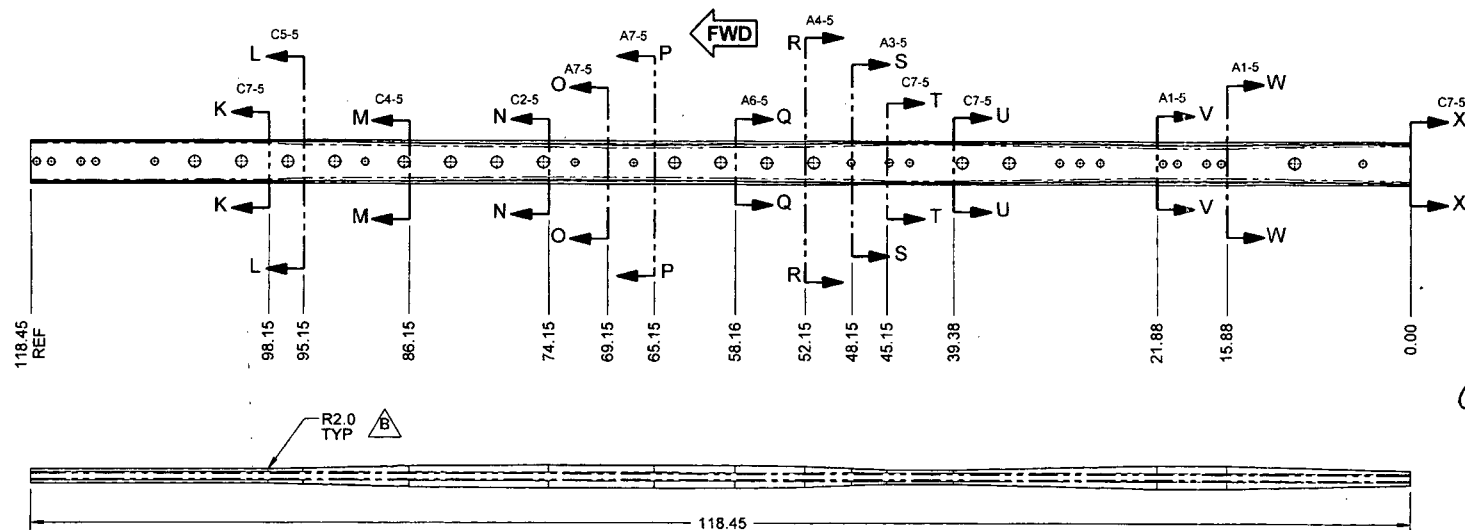 FWD
L C5-5
A7-5 P
R A4-5
A3-5 S
C7-5 K
C4-5 M
C2-5 N
A7-5 O
A6-5 Q
C7-5 T
C7-5 U
A1-5 V
A1-5 W
C7-5 X
K
L
M
N
O
P
Q
R
S
T
U
V
W
X
118.45 REF
98.15
95.15
86.15
74.15
69.15
65.15
58.16
52.15
48.15
45.15
39.38
21.88
15.88
0.00
R2.0
TYP B
118.45